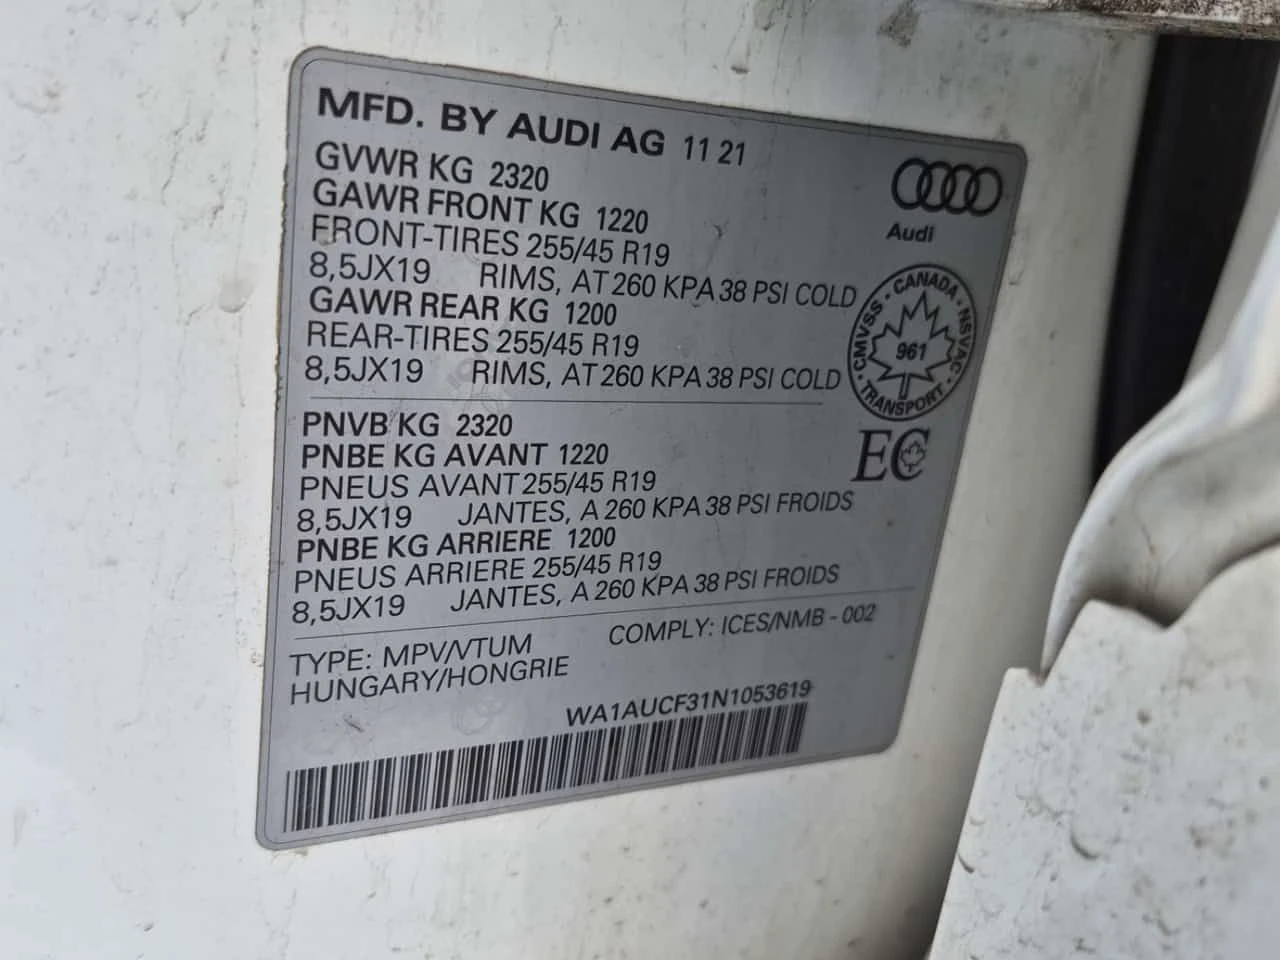 MFD. BY AUDI AG 11 21
GVWR KG 2320
GAWR FRONT KG 1220
FRONT-TIRES 255/45 R19
8,5JX19 RIMS, AT 260 KPA 38 PSI COLD
GAWR REAR KG 1200
REAR-TIRES 255/45 R19
8,5JX19 RIMS, AT 260 KPA 38 PSI COLD
Audi
CMVSS · CANADA · NSVAC · TRANSPORT ·
961
EC
PNVB KG 2320
PNBE KG AVANT 1220
PNEUS AVANT 255/45 R19
8,5JX19 JANTES, A 260 KPA 38 PSI FROIDS
PNBE KG ARRIERE 1200
PNEUS ARRIERE 255/45 R19
8,5JX19 JANTES, A 260 KPA 38 PSI FROIDS
TYPE: MPV/VTUM COMPLY: ICES/NMB - 002
HUNGARY/HONGRIE
WA1AUCF31N1053619